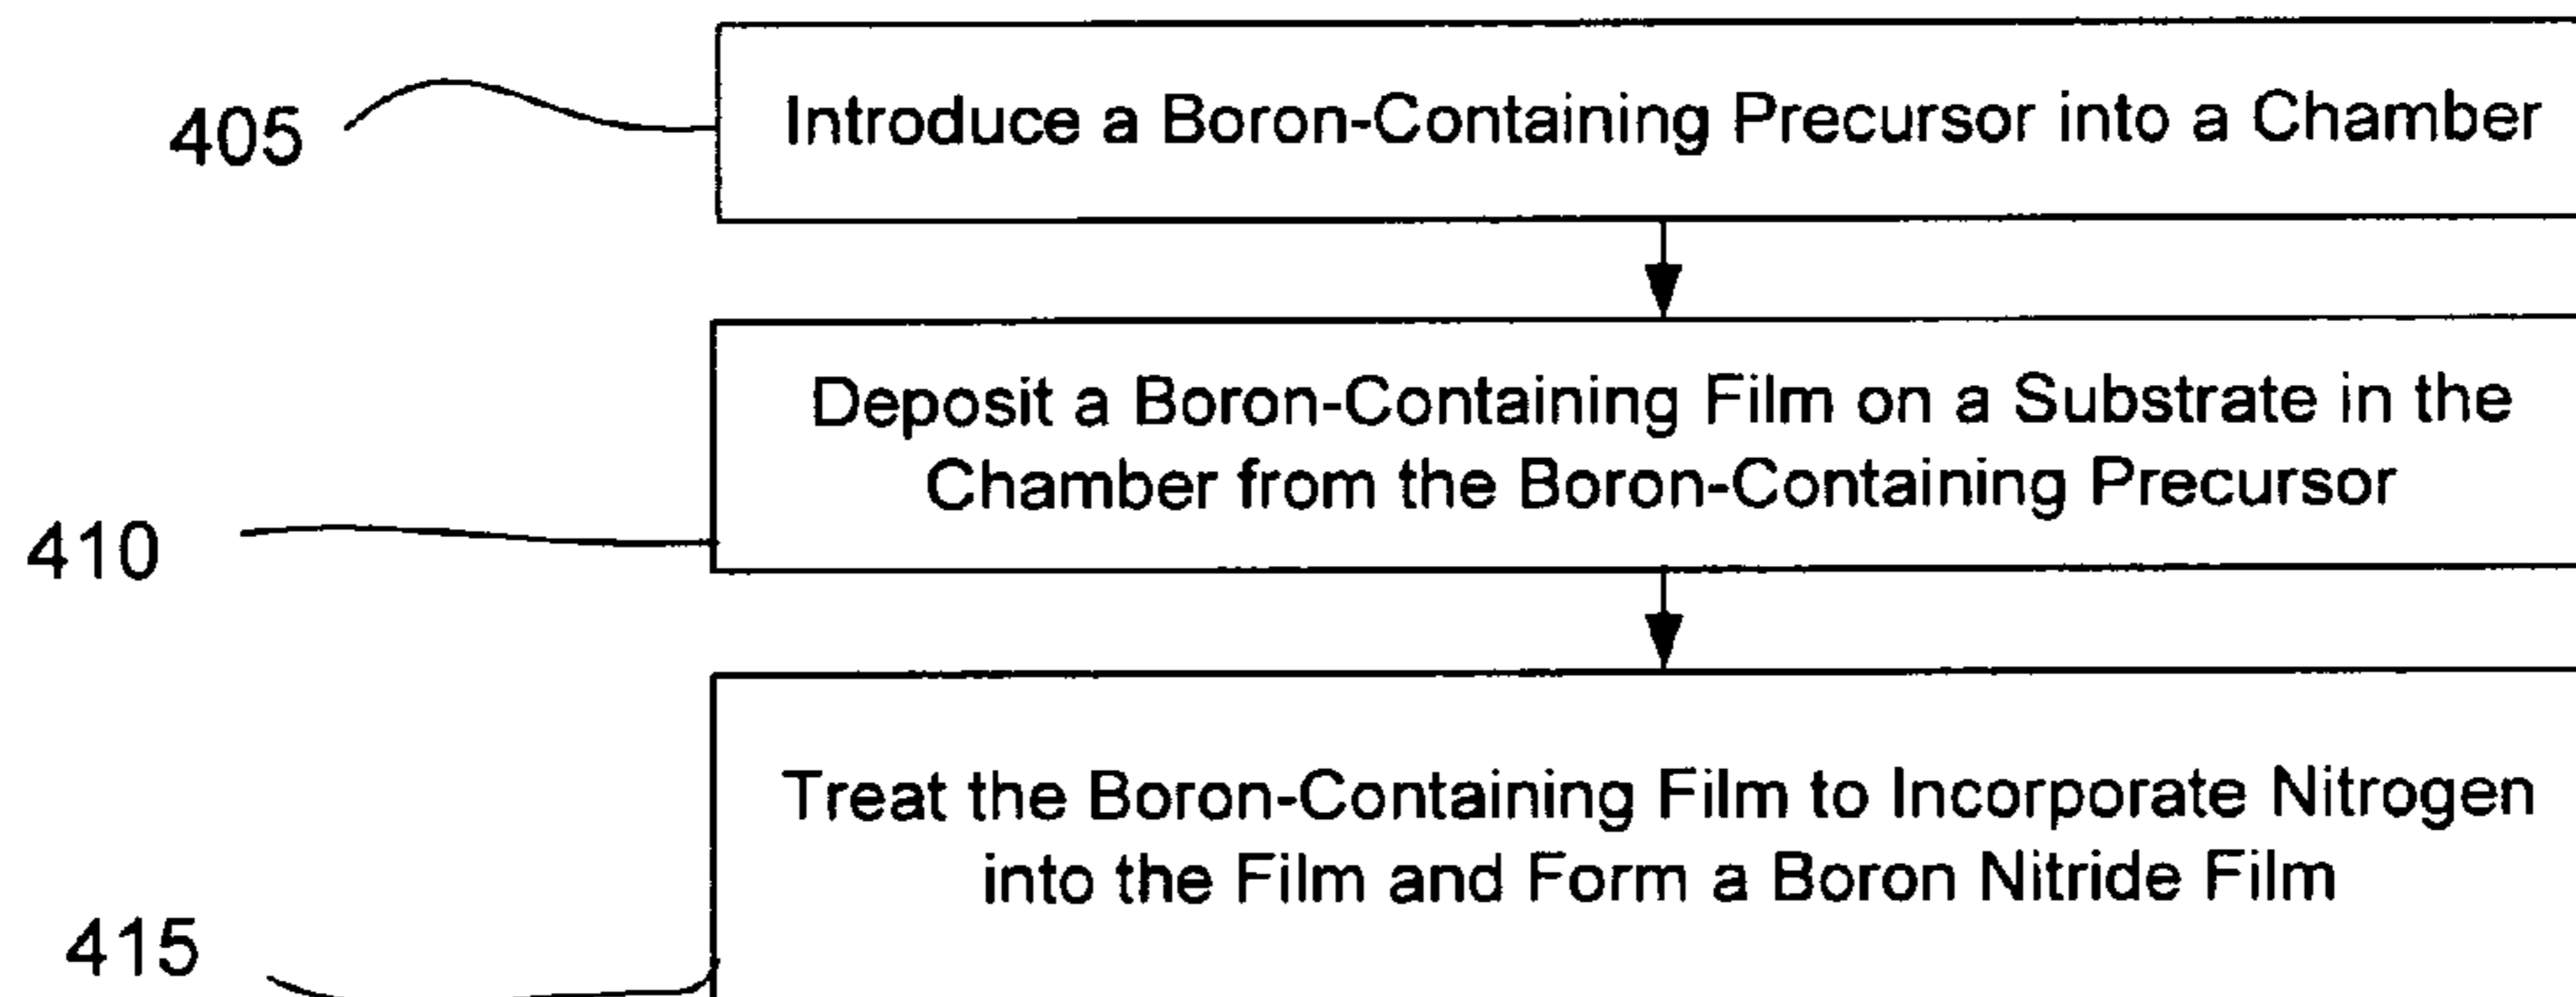 405
Introduce a Boron-Containing Precursor into a Chamber
Deposit a Boron-Containing Film on a Substrate in the
Chamber from the Boron-Containing Precursor
410
Treat the Boron-Containing Film to Incorporate Nitrogen
into the Film and Form a Boron Nitride Film
415